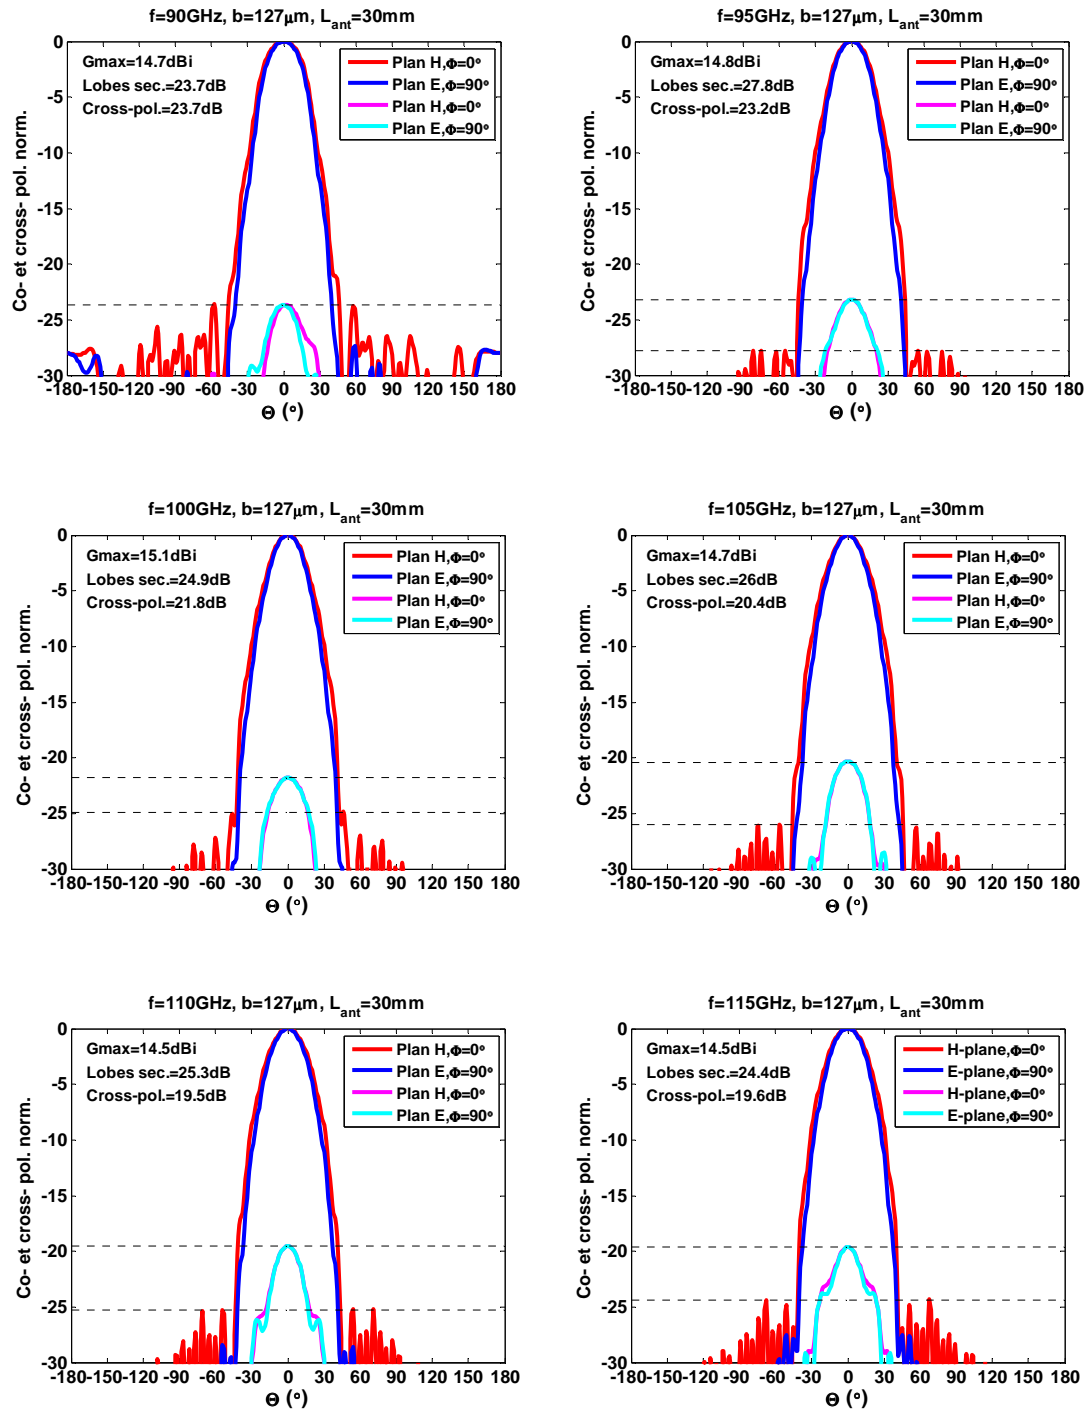 f=90GHz, b=127μm, L_ant=30mm
Gmax=14.7dBi
Lobes sec.=23.7dB
Cross-pol.=23.7dB
Plan H,Φ=0°
Plan E,Φ=90°
Plan H,Φ=0°
Plan E,Φ=90°
Co- et cross- pol. norm.
0
-5
-10
-15
-20
-25
-30
-180-150-120 -90 -60 -30 0 30 60 90 120 150 180
Θ (°)
f=95GHz, b=127μm, L_ant=30mm
Gmax=14.8dBi
Lobes sec.=27.8dB
Cross-pol.=23.2dB
Plan H,Φ=0°
Plan E,Φ=90°
Plan H,Φ=0°
Plan E,Φ=90°
Co- et cross- pol. norm.
0
-5
-10
-15
-20
-25
-30
-180-150-120 -90 -60 -30 0 30 60 90 120 150 180
Θ (°)
f=100GHz, b=127μm, L_ant=30mm
Gmax=15.1dBi
Lobes sec.=24.9dB
Cross-pol.=21.8dB
Plan H,Φ=0°
Plan E,Φ=90°
Plan H,Φ=0°
Plan E,Φ=90°
Co- et cross- pol. norm.
0
-5
-10
-15
-20
-25
-30
-180-150-120 -90 -60 -30 0 30 60 90 120 150 180
Θ (°)
f=105GHz, b=127μm, L_ant=30mm
Gmax=14.7dBi
Lobes sec.=26dB
Cross-pol.=20.4dB
Plan H,Φ=0°
Plan E,Φ=90°
Plan H,Φ=0°
Plan E,Φ=90°
Co- et cross- pol. norm.
0
-5
-10
-15
-20
-25
-30
-180-150-120 -90 -60 -30 0 30 60 90 120 150 180
Θ (°)
f=110GHz, b=127μm, L_ant=30mm
Gmax=14.5dBi
Lobes sec.=25.3dB
Cross-pol.=19.5dB
Plan H,Φ=0°
Plan E,Φ=90°
Plan H,Φ=0°
Plan E,Φ=90°
Co- et cross- pol. norm.
0
-5
-10
-15
-20
-25
-30
-180-150-120 -90 -60 -30 0 30 60 90 120 150 180
Θ (°)
f=115GHz, b=127μm, L_ant=30mm
Gmax=14.5dBi
Lobes sec.=24.4dB
Cross-pol.=19.6dB
H-plane,Φ=0°
E-plane,Φ=90°
H-plane,Φ=0°
E-plane,Φ=90°
Co- et cross- pol. norm.
0
-5
-10
-15
-20
-25
-30
-180-150-120 -90 -60 -30 0 30 60 90 120 150 180
Θ (°)